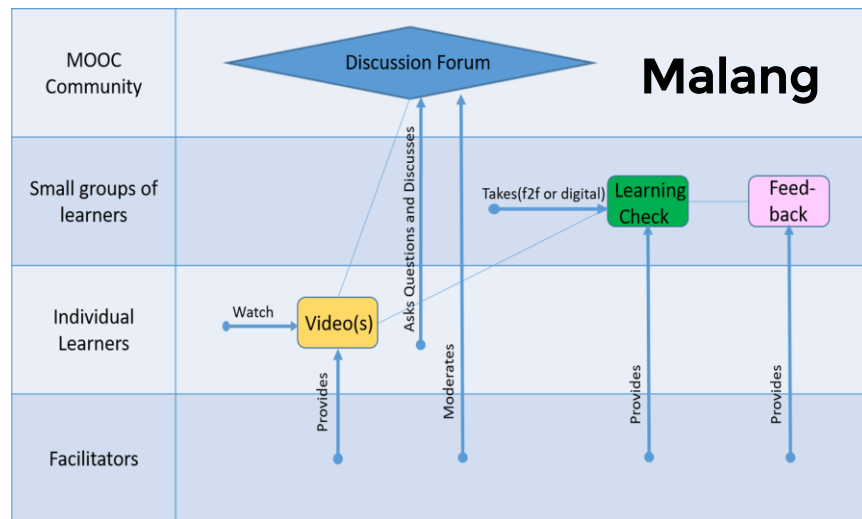 MOOC
Community
Discussion Forum
Malang
Small groups of
learners
Asks Questions and Discusses
Takes(f2f or digital)
Learning
Check
Feed-
back
Individual
Learners
Watch
Video(s)
Provides
Moderates
Provides
Provides
Facilitators